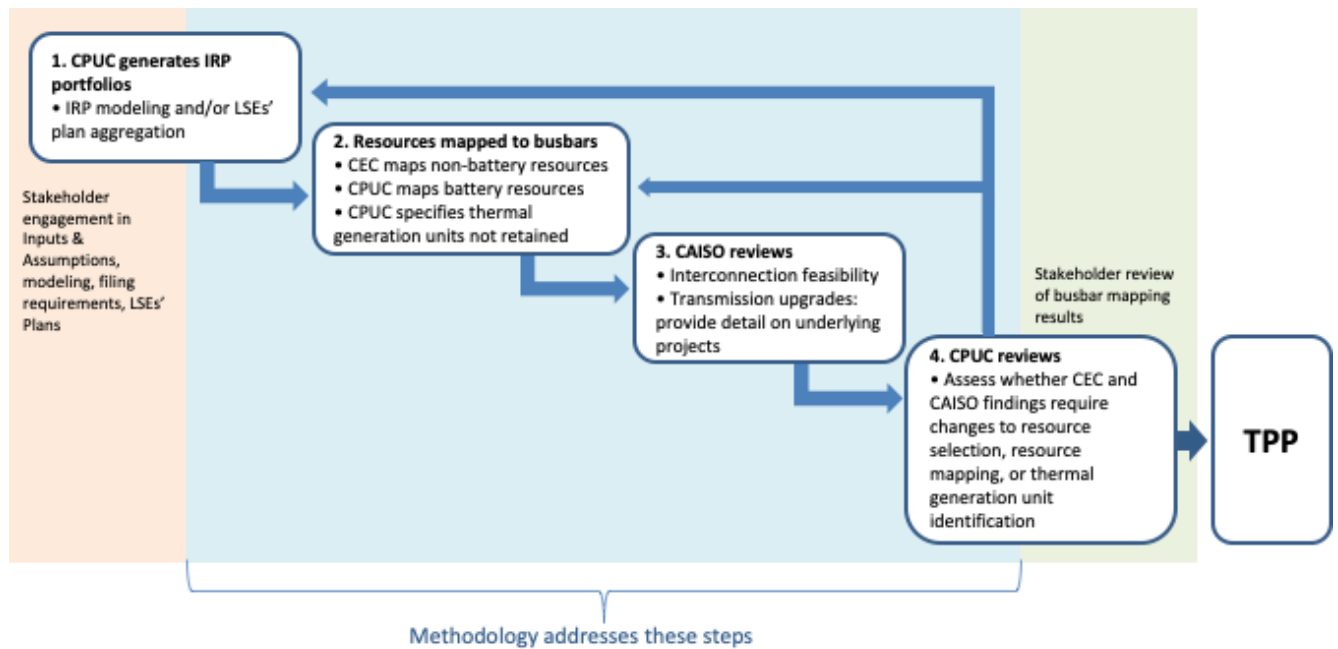 1. CPUC generates IRP
portfolios
• IRP modeling and/or LSEs'
plan aggregation
Stakeholder
engagement in
Inputs &
Assumptions,
modeling, filing
requirements, LSEs'
Plans
2. Resources mapped to busbars
• CEC maps non-battery resources
• CPUC maps battery resources
• CPUC specifies thermal
generation units not retained
3. CAISO reviews
• Interconnection feasibility
• Transmission upgrades:
provide detail on underlying
projects
Stakeholder review
of busbar mapping
results
4. CPUC reviews
• Assess whether CEC and
CAISO findings require
changes to resource
selection, resource
mapping, or thermal
generation unit
identification
TPP
Methodology addresses these steps